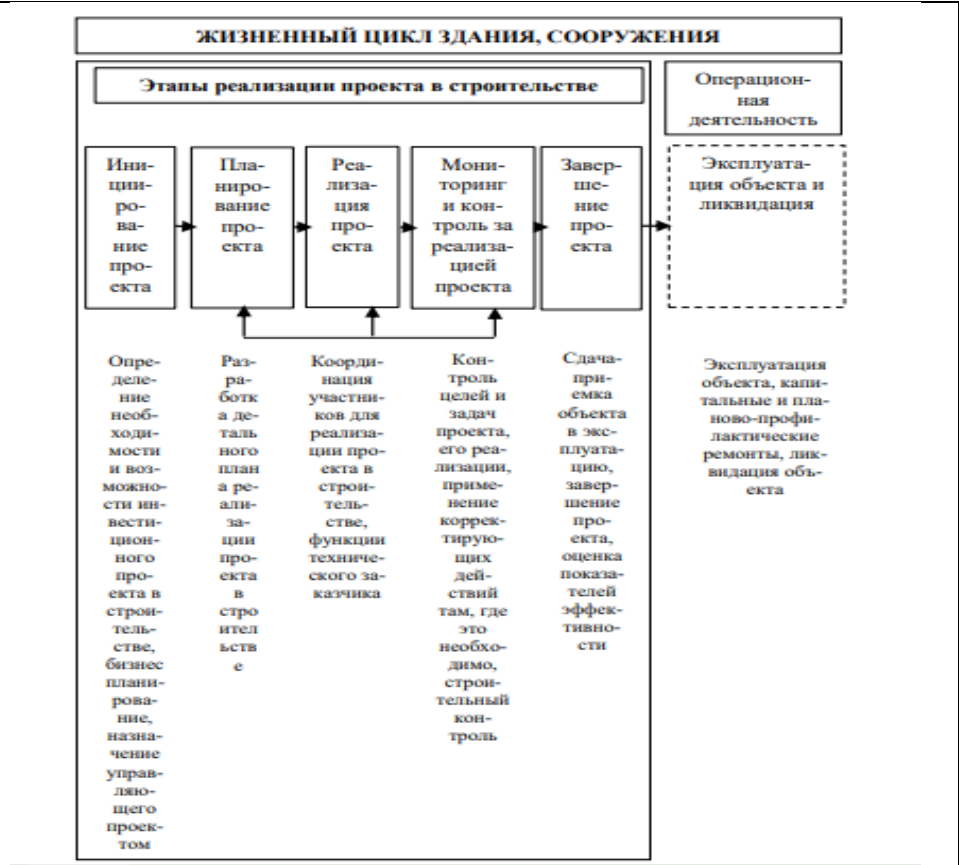 ЖИЗНЕННЫЙ ЦИКЛ ЗДАНИЯ, СООРУЖЕНИЯ
Этапы реализации проекта в строительстве
Операцион-
ная
деятельность
Ини-
ции-
ро-
ва-
ние
про-
екта
Пла-
ниро-
вание
про-
екта
Реа-
лиза-
ция
про-
екта
Мони-
торинг
и кон-
троль за
реализа-
цией
проекта
Завер-
ше-
ние
про-
екта
Эксплуата-
ция объекта и
ликвидация
Опре-
деле-
ние
необ-
ходи-
мости
и воз-
можно-
сти ин-
вести-
цион-
ного
про-
екта в
строи-
тель-
стве,
бизнес
плани-
рова-
ние,
назна-
чение
управ-
ляю-
щего
проек-
том
Раз-
ра-
ботк
а де-
таль
ного
план
а ре-
али-
за-
ции
про-
екта
в
стро
ител
ьств
е
Коорди-
нация
участни-
ков для
реализа-
ции про-
екта в
строи-
тель-
стве,
функции
техниче-
ского за-
казчика
Кон-
троль
целей и
задач
проекта,
его реа-
лизации,
приме-
нение
коррек-
тирую-
щих
дей-
ствий
там, где
это
необхо-
димо,
строи-
тельный
кон-
троль
Сдача-
при-
емка
объекта
в экс-
плуата-
цию,
завер-
шение
про-
екта,
оценка
показа-
телей
эффек-
тивно-
сти
Эксплуатация
объекта, капи-
тальные и пла-
ново-профи-
лактические
ремонты, лик-
видация объ-
екта